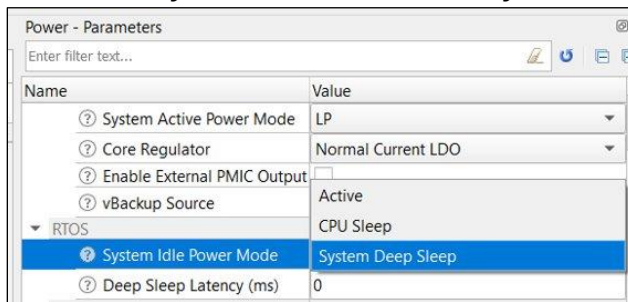 Power - Parameters
Enter filter text...
Name Value
System Active Power Mode LP
Core Regulator Normal Current LDO
Enable External PMIC Output
vBackup Source
Active
RTOS
CPU Sleep
System Idle Power Mode System Deep Sleep
Deep Sleep Latency (ms) 0